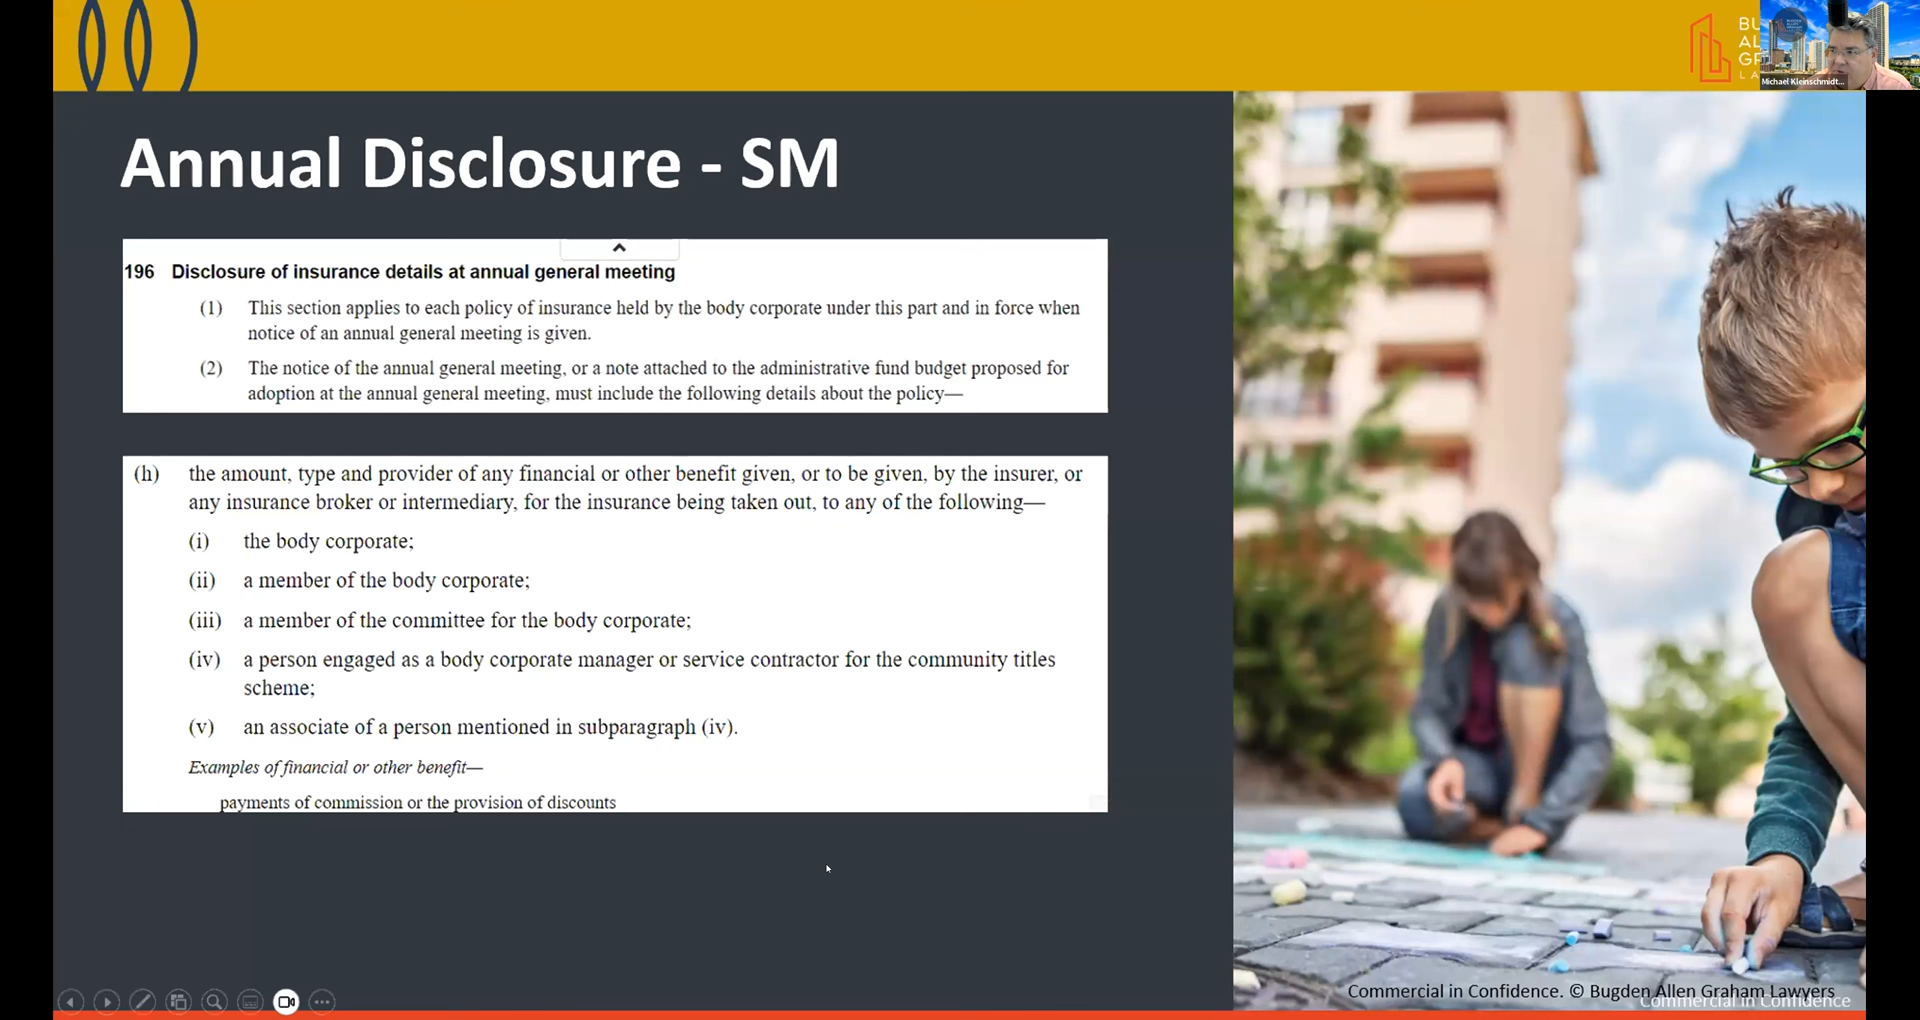 BU
AL
GR
LA
Michael Kleinschmidt...
Annual Disclosure - SM
196 Disclosure of insurance details at annual general meeting
(1) This section applies to each policy of insurance held by the body corporate under this part and in force when
notice of an annual general meeting is given.
(2) The notice of the annual general meeting, or a note attached to the administrative fund budget proposed for
adoption at the annual general meeting, must include the following details about the policy—
(h) the amount, type and provider of any financial or other benefit given, or to be given, by the insurer, or
any insurance broker or intermediary, for the insurance being taken out, to any of the following—
(i) the body corporate;
(ii) a member of the body corporate;
(iii) a member of the committee for the body corporate;
(iv) a person engaged as a body corporate manager or service contractor for the community titles
scheme;
(v) an associate of a person mentioned in subparagraph (iv).
Examples of financial or other benefit—
payments of commission or the provision of discounts
Commercial in Confidence. © Bugden Allen Graham Lawyers
Commercial in Confidence